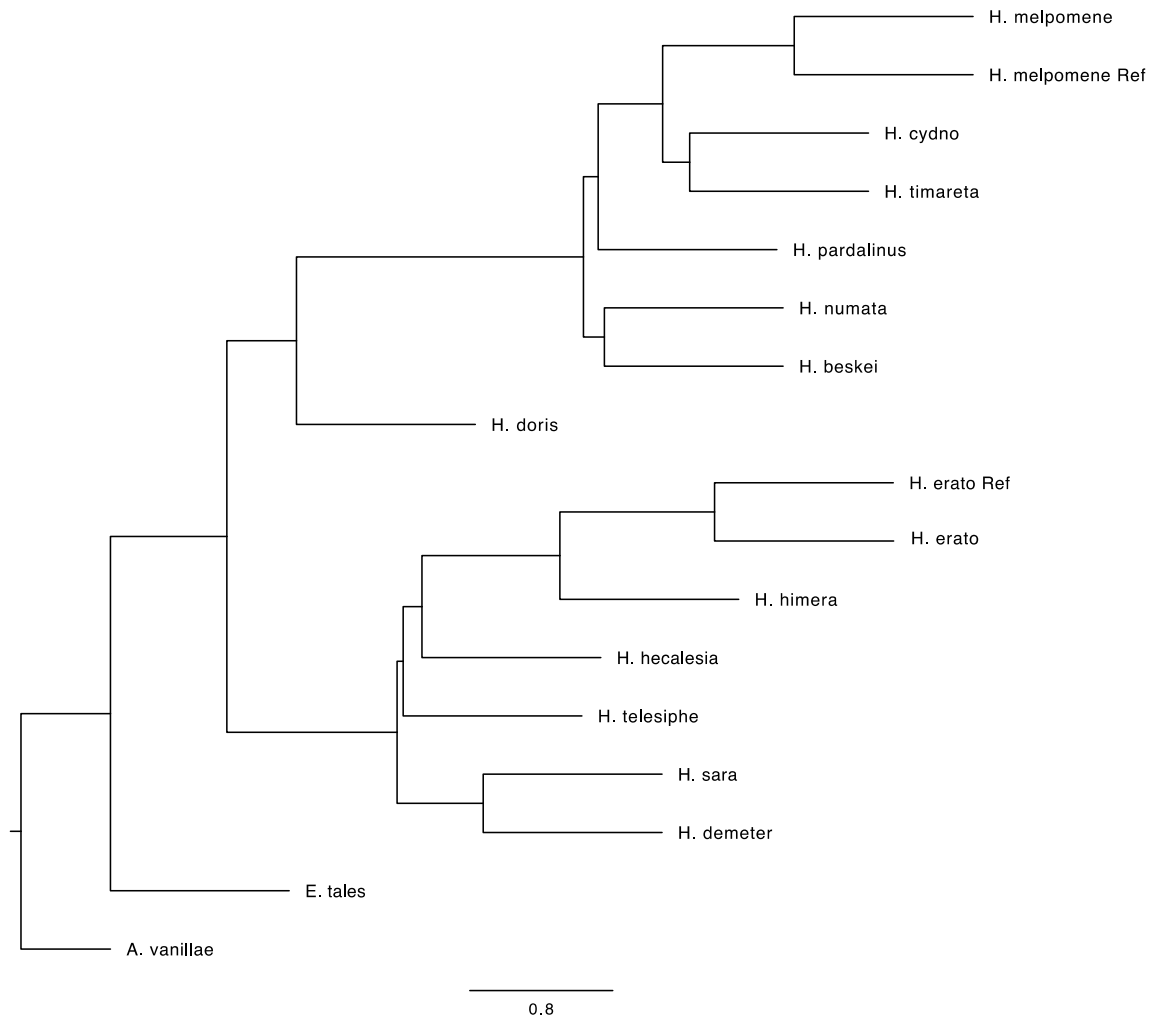 H. melpomene
H. melpomene Ref
H. cydno
H. timareta
H. pardalinus
H. numata
H. beskei
H. doris
H. erato Ref
H. erato
H. himera
H. hecalesia
H. telesiphe
H. sara
H. demeter
E. tales
A. vanillae
0.8